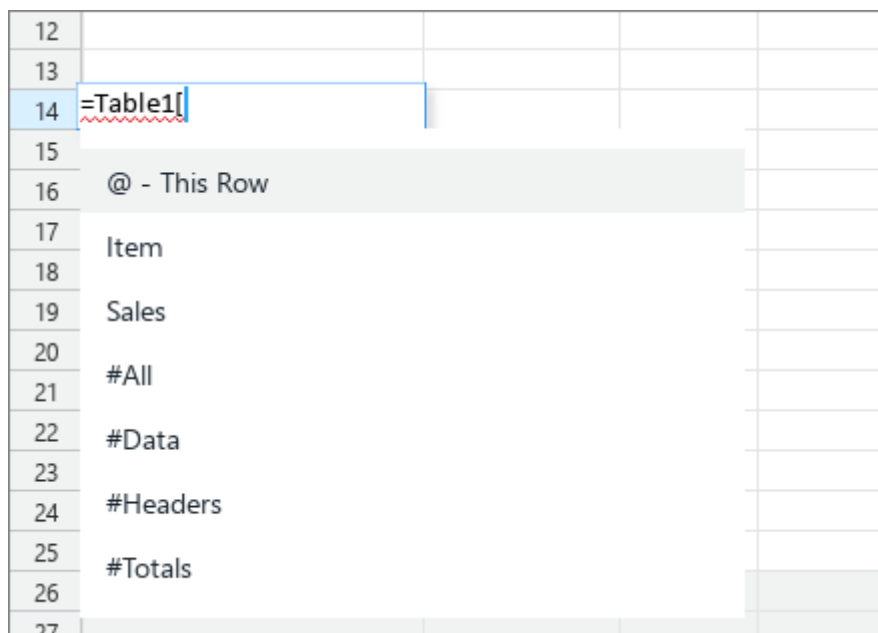 12
13
14 =Table1[
15
16 @ - This Row
17 Item
18
19 Sales
20
21 #All
22 #Data
23
24 #Headers
25 #Totals
26
27